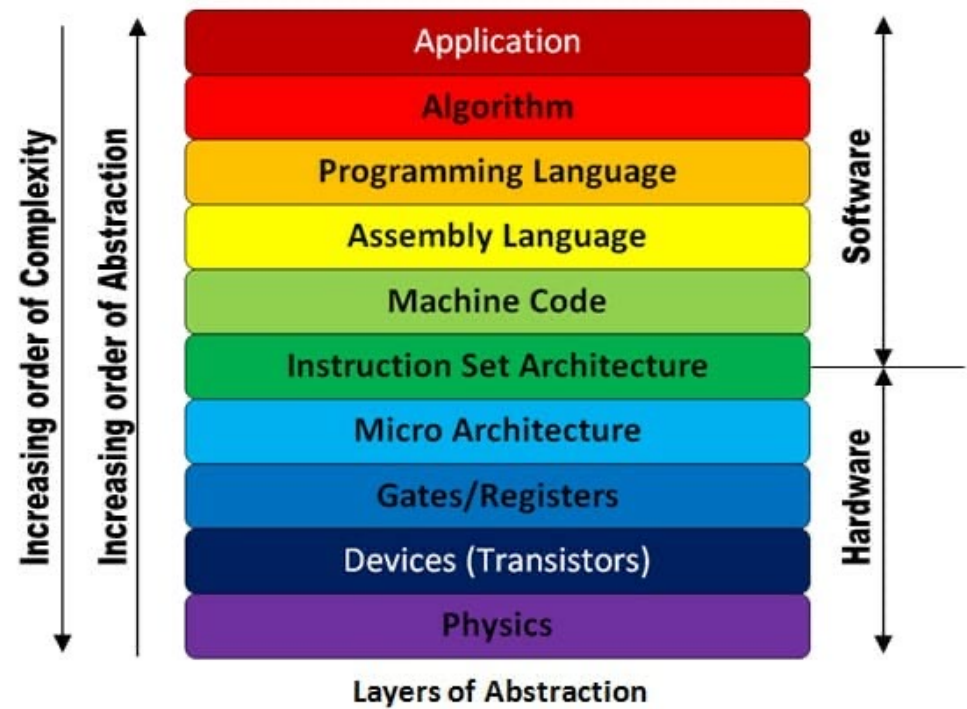 Increasing order of Complexity
Increasing order of Abstraction
Application
Algorithm
Programming Language
Assembly Language
Machine Code
Instruction Set Architecture
Micro Architecture
Gates/Registers
Devices (Transistors)
Physics
Software
Hardware
Layers of Abstraction